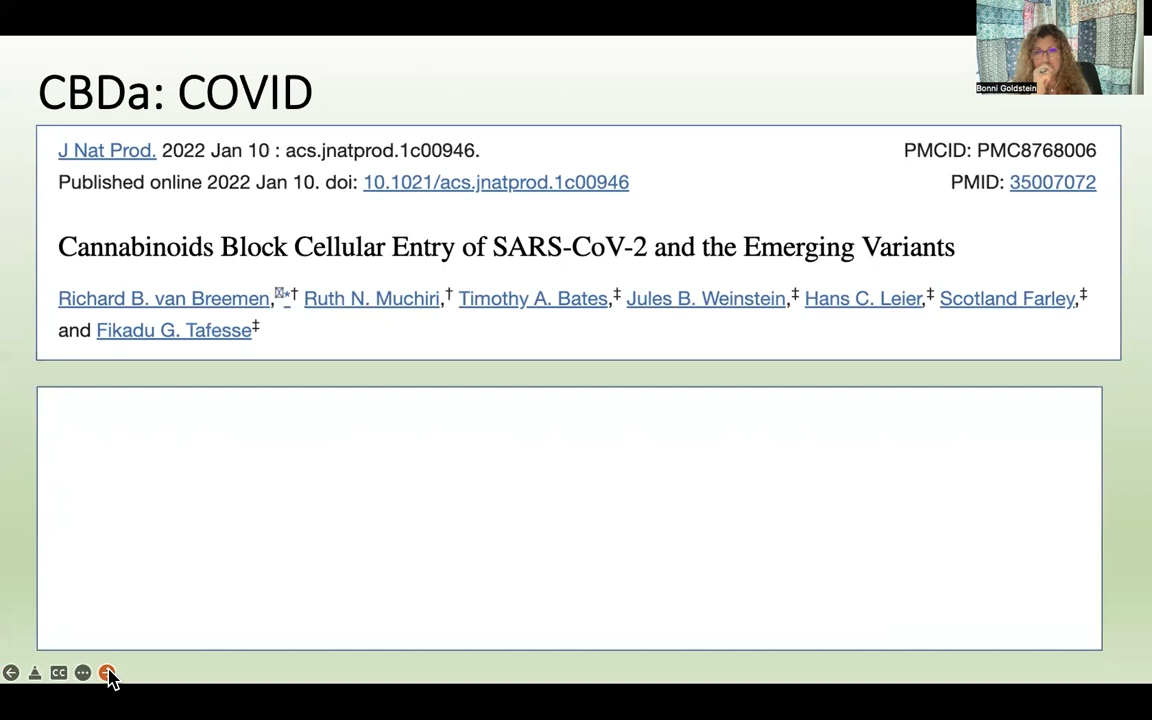 CBDa: COVID
Bonni Goldstein
J Nat Prod. 2022 Jan 10 : acs.jnatprod.1c00946.
PMCID: PMC8768006
Published online 2022 Jan 10. doi: 10.1021/acs.jnatprod.1c00946
PMID: 35007072
Cannabinoids Block Cellular Entry of SARS-CoV-2 and the Emerging Variants
Richard B. van Breemen,*† Ruth N. Muchiri,† Timothy A. Bates,‡ Jules B. Weinstein,‡ Hans C. Leier,‡ Scotland Farley,‡
and Fikadu G. Tafesse‡
CC